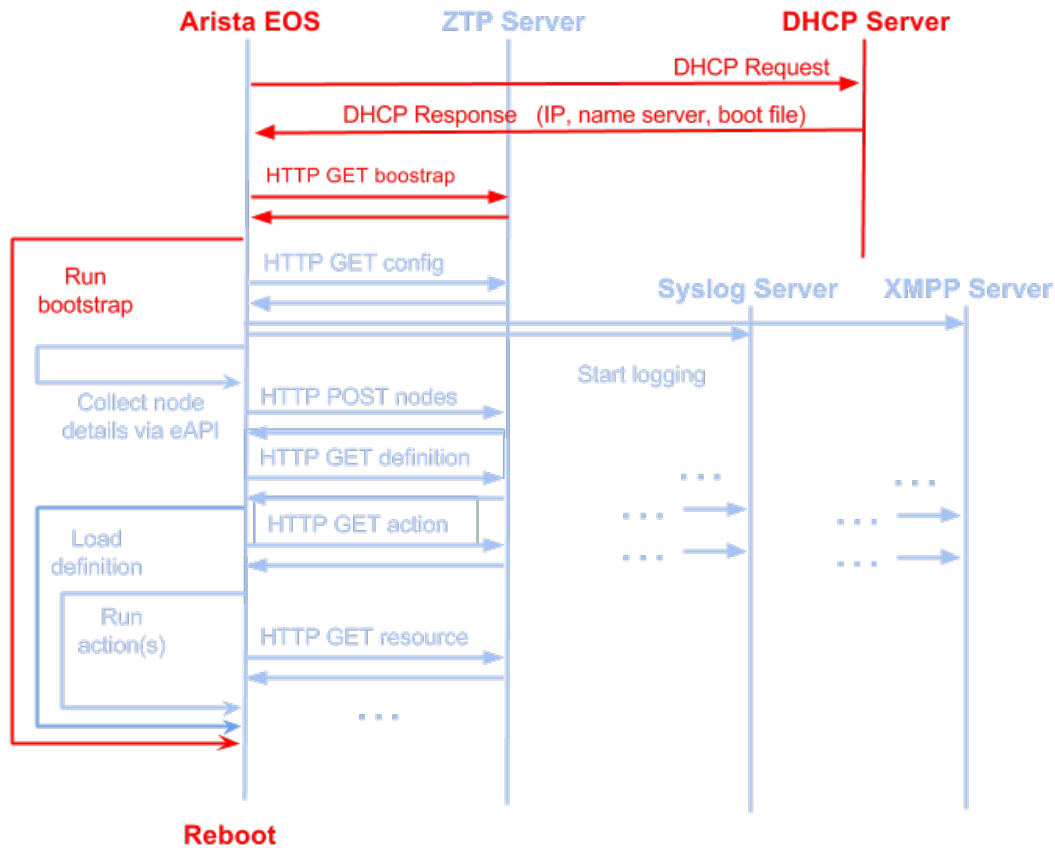 Arista EOS
ZTP Server
DHCP Server
DHCP Request
DHCP Response (IP, name server, boot file)
HTTP GET boostrap
Run
bootstrap
HTTP GET config
Syslog Server
XMPP Server
Start logging
Collect node
details via eAPI
HTTP POST nodes
HTTP GET definition
. . .
. . .
HTTP GET action
. . .
. . .
Load
definition
. . .
. . .
Run
action(s)
HTTP GET resource
. . .
Reboot